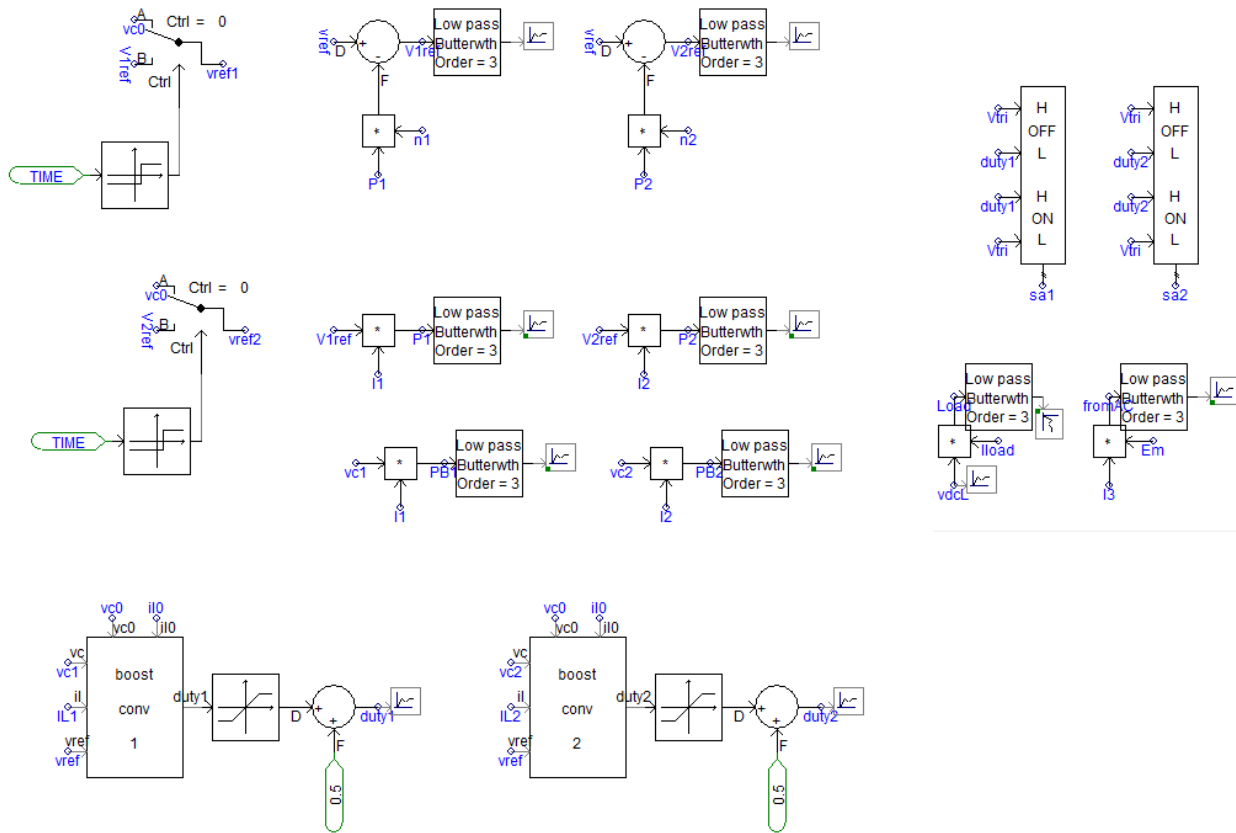 A
vc0
Ctrl = 0
B
V1ref
Ctrl
vref1
TIME
vref
D
+
-
F
V1ref
Low pass
Butterwth
Order = 3
*
n1
P1
vref
D
+
-
F
V2ref
Low pass
Butterwth
Order = 3
*
n2
P2
Vtri
duty1
duty1
Vtri
H
OFF
L
H
ON
L
sa1
Vtri
duty2
duty2
Vtri
H
OFF
L
H
ON
L
sa2
A
vc0
Ctrl = 0
B
V2ref
Ctrl
vref2
TIME
V1ref
*
I1
P1
Low pass
Butterwth
Order = 3
V2ref
*
I2
P2
Low pass
Butterwth
Order = 3
Load
Low pass
Butterwth
Order = 3
*
Iload
vdcL
fromAC
Low pass
Butterwth
Order = 3
*
Em
I3
vc1
*
I1
PB1
Low pass
Butterwth
Order = 3
vc2
*
I2
PB2
Low pass
Butterwth
Order = 3
vc0
il0
vc0
il0
vc
vc1
il
IL1
vref
vref
boost
conv
1
duty1
D
+
+
F
duty1
0.5
vc0
il0
vc0
il0
vc
vc2
il
IL2
vref
vref
boost
conv
2
duty2
D
+
+
F
duty2
0.5